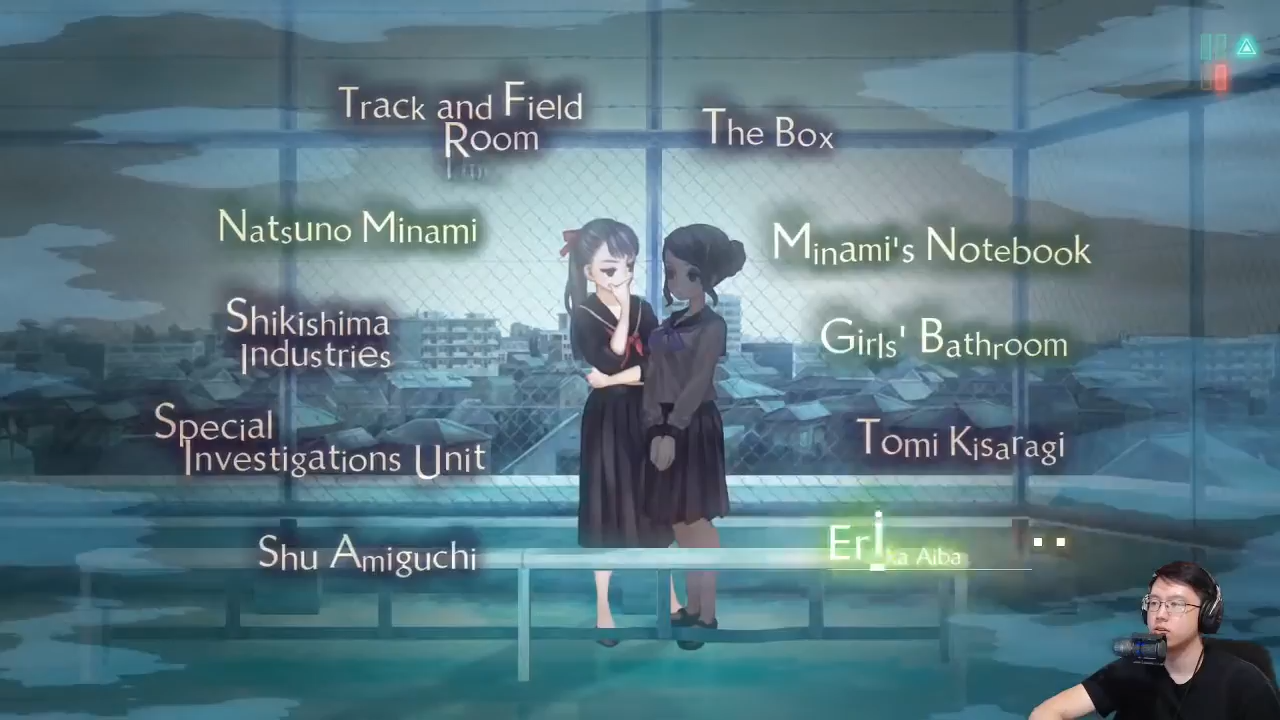 Track and Field
Room
The Box
Natsuno Minami
Minami's Notebook
Shikishima
Industries
Girls' Bathroom
Special
Investigations Unit
Tomi Kisaragi
Shu Amiguchi
Erika Aiba